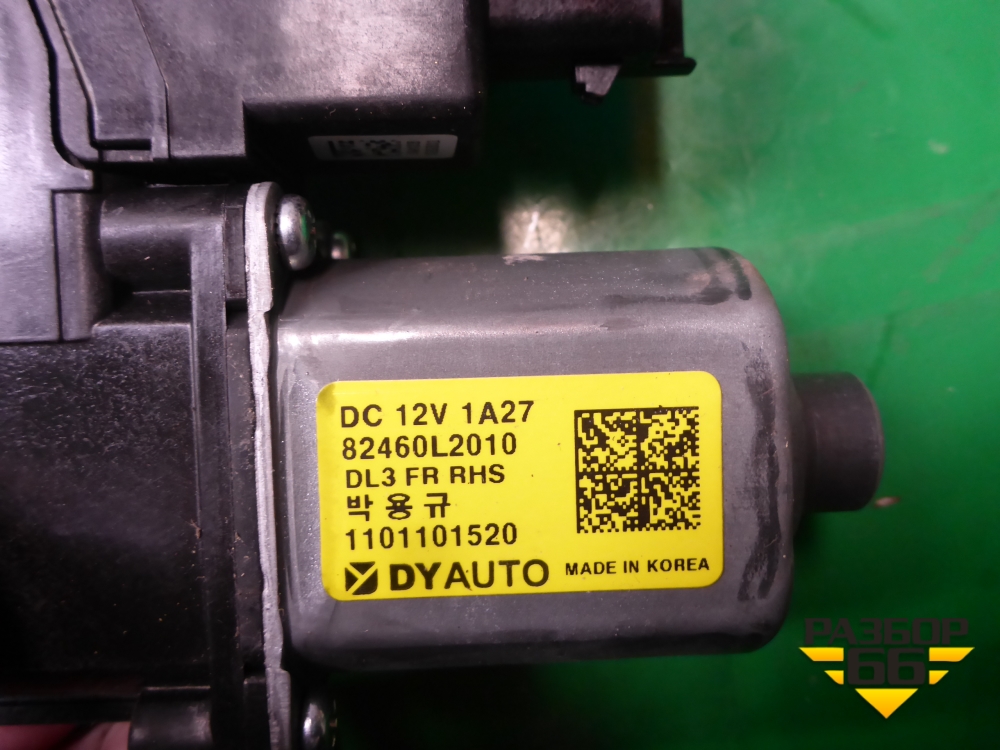 DC 12V 1A27
82460L2010
DL3 FR RHS
박용규
1101101520
DYAUTO MADE IN KOREA
РАЗБОР
66